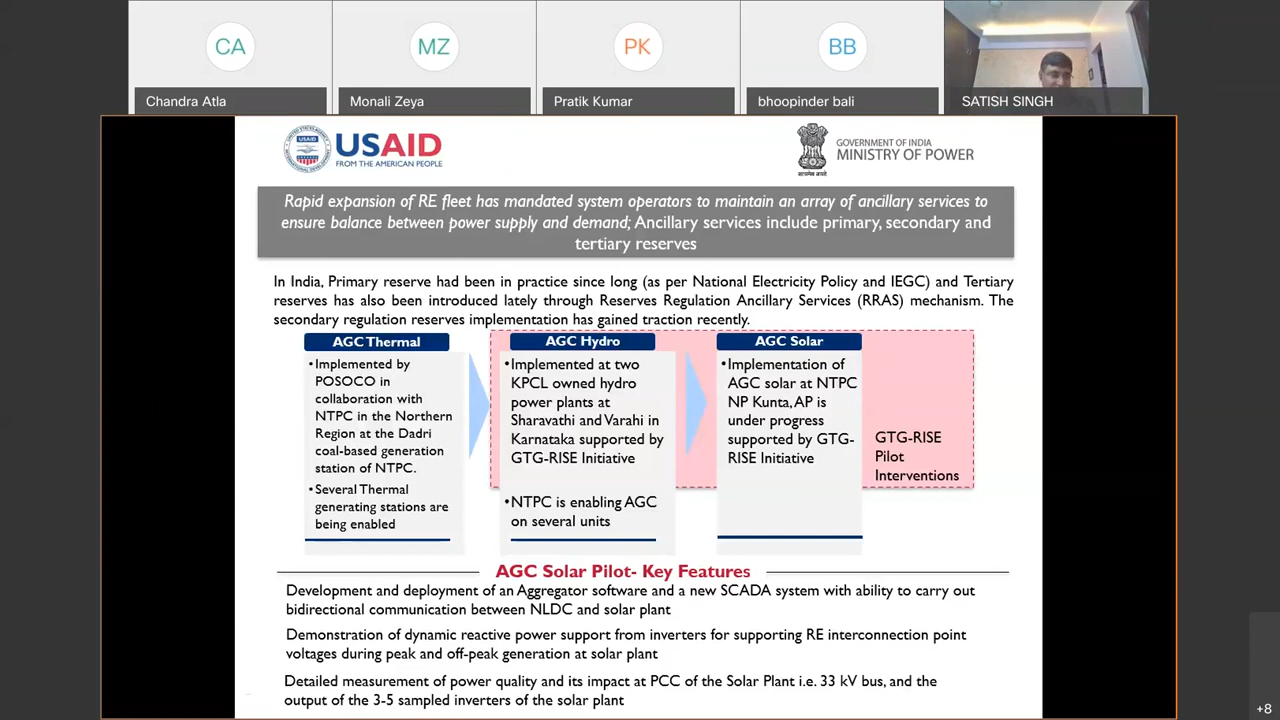 CA
MZ
PK
BB
Chandra Atla
Monali Zeya
Pratik Kumar
bhoopinder bali
SATISH SINGH
USAID
USAID
FROM THE AMERICAN PEOPLE
सत्यमेव जयते
GOVERNMENT OF INDIA
MINISTRY OF POWER
Rapid expansion of RE fleet has mandated system operators to maintain an array of ancillary services to
ensure balance between power supply and demand; Ancillary services include primary, secondary and
tertiary reserves
In India, Primary reserve had been in practice since long (as per National Electricity Policy and IEGC) and Tertiary
reserves has also been introduced lately through Reserves Regulation Ancillary Services (RRAS) mechanism. The
secondary regulation reserves implementation has gained traction recently.
AGC Thermal
•Implemented by
POSOCO in
collaboration with
NTPC in the Northern
Region at the Dadri
coal-based generation
station of NTPC.
•Several Thermal
generating stations are
being enabled
AGC Hydro
•Implemented at two
KPCL owned hydro
power plants at
Sharavathi and Varahi in
Karnataka supported by
GTG-RISE Initiative
•NTPC is enabling AGC
on several units
AGC Solar
•Implementation of
AGC solar at NTPC
NP Kunta, AP is
under progress
supported by GTG-
RISE Initiative
GTG-RISE
Pilot
Interventions
AGC Solar Pilot- Key Features
Development and deployment of an Aggregator software and a new SCADA system with ability to carry out
bidirectional communication between NLDC and solar plant
Demonstration of dynamic reactive power support from inverters for supporting RE interconnection point
voltages during peak and off-peak generation at solar plant
Detailed measurement of power quality and its impact at PCC of the Solar Plant i.e. 33 kV bus, and the
output of the 3-5 sampled inverters of the solar plant
+8